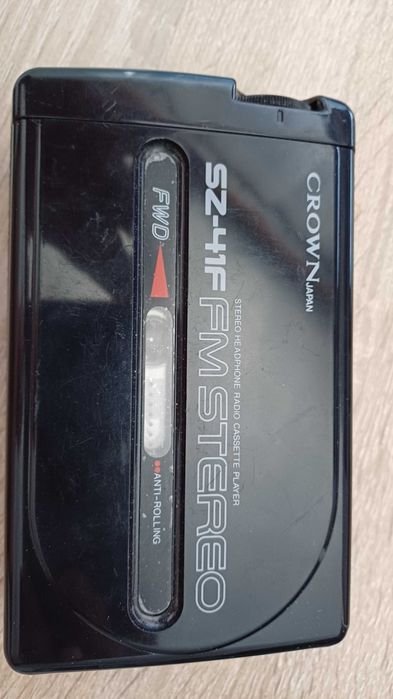 CROWN JAPAN
STEREO HEADPHONE RADIO CASSETTE PLAYER
SZ-41F FM STEREO
FWD
ANTI-ROLLING